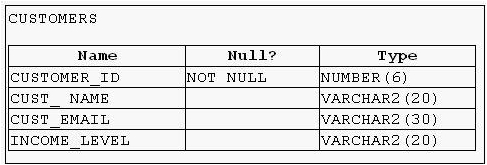 CUSTOMERS
Name Null? Type
CUSTOMER_ID NOT NULL NUMBER(6)
CUST_ NAME VARCHAR2(20)
CUST_EMAIL VARCHAR2(30)
INCOME_LEVEL VARCHAR2(20)